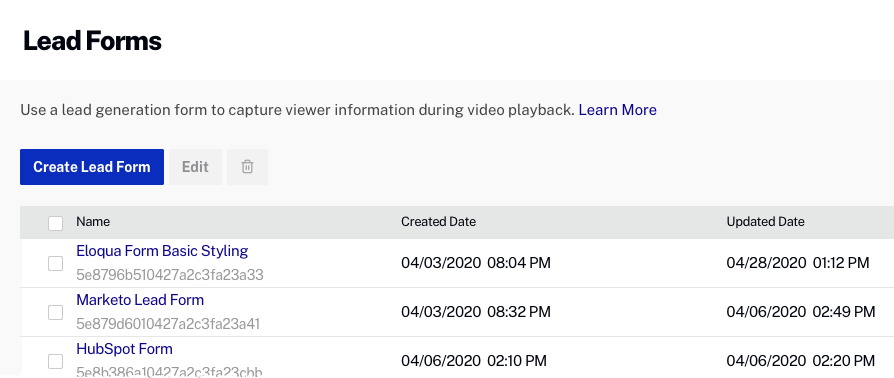 Lead Forms
Use a lead generation form to capture viewer information during video playback. Learn More
Create Lead Form Edit
Name Created Date Updated Date
Eloqua Form Basic Styling 04/03/2020 08:04 PM 04/28/2020 01:12 PM
5e8796b510427a2c3fa23a33
Marketo Lead Form 04/03/2020 08:32 PM 04/06/2020 02:49 PM
5e879d6010427a2c3fa23a41
HubSpot Form 04/06/2020 02:10 PM 04/06/2020 02:20 PM
5e8b386a10427a2c3fa23cbb